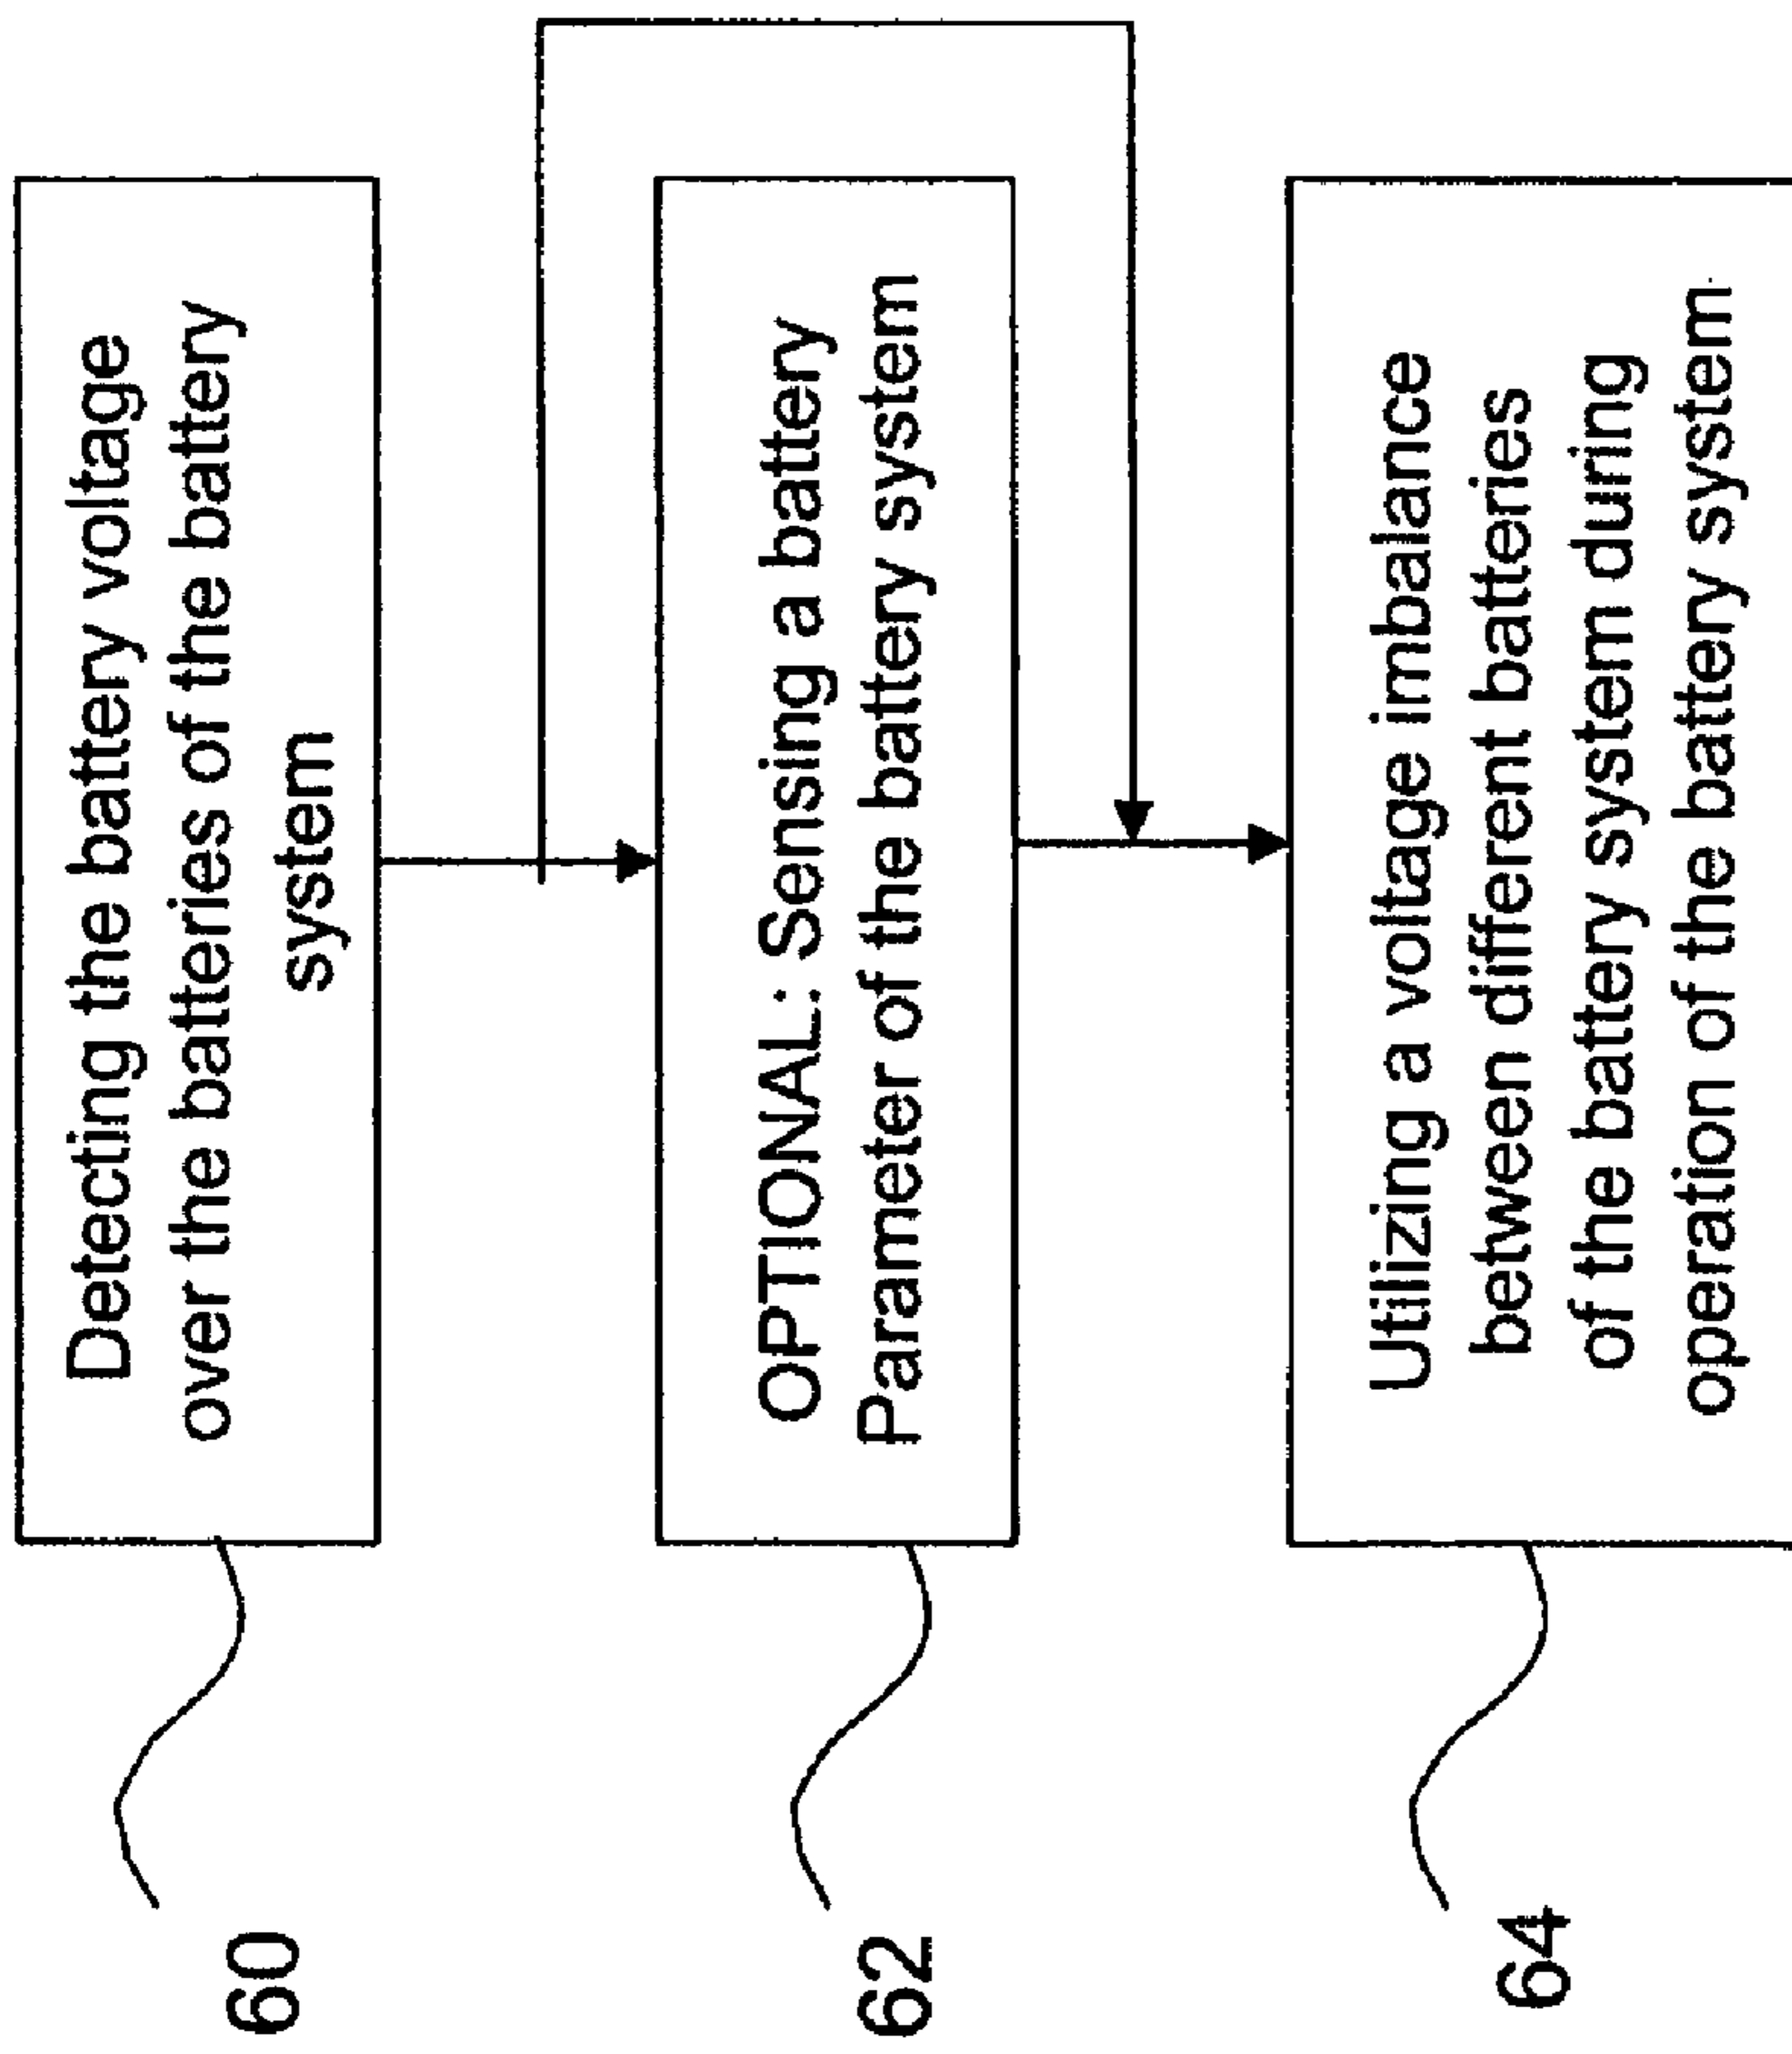 60
Detecting the battery voltage
over the batteries of the battery
system
62
OPTIONAL: Sensing a battery
Parameter of the battery system
64
Utilizing a voltage imbalance
between different batteries
of the battery system during
operation of the battery system